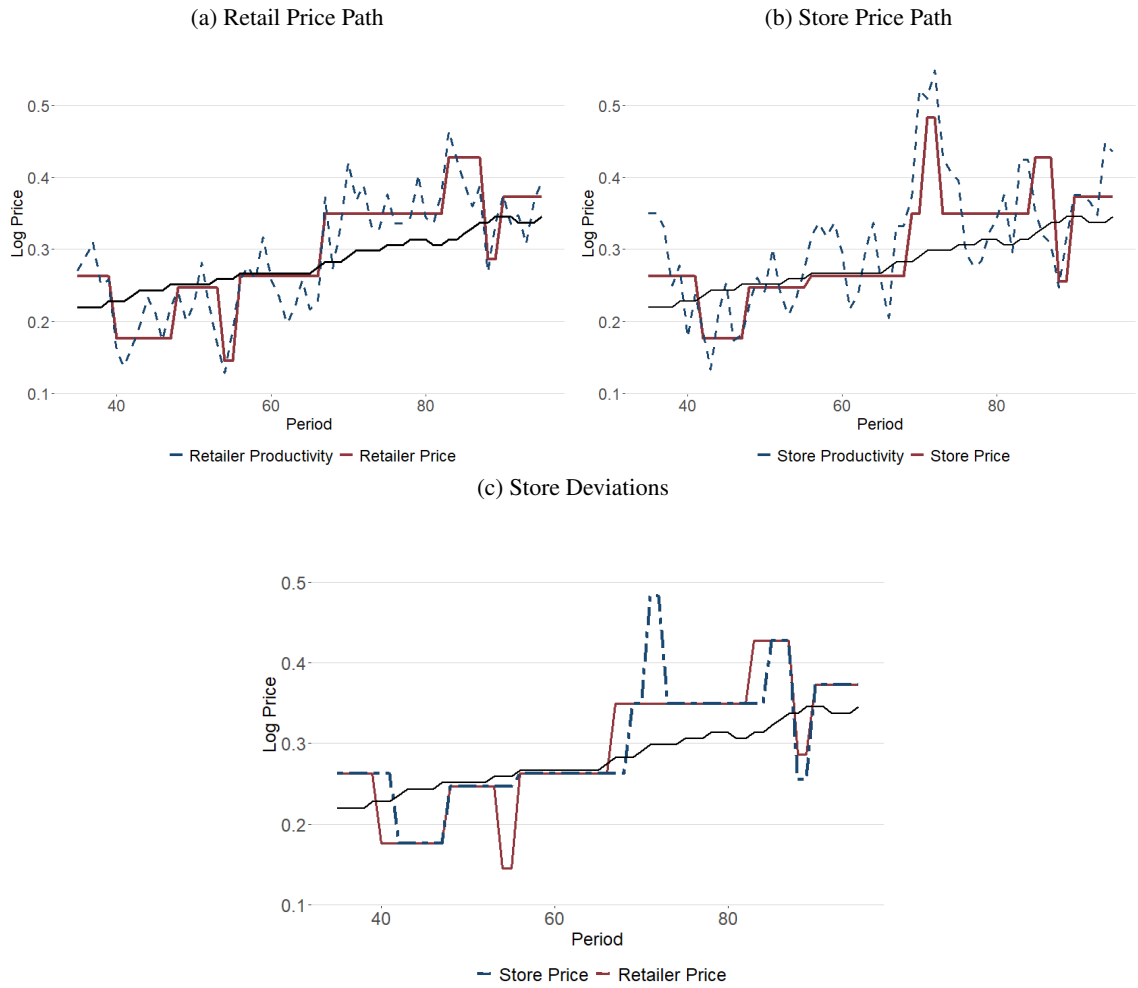 (a) Retail Price Path
0.5
0.4
0.3
0.2
0.1
Log Price
40 60 80
Period
Retailer Productivity Retailer Price
(b) Store Price Path
0.5
0.4
0.3
0.2
0.1
Log Price
40 60 80
Period
Store Productivity Store Price
(c) Store Deviations
0.5
0.4
0.3
0.2
0.1
Log Price
40 60 80
Period
Store Price Retailer Price